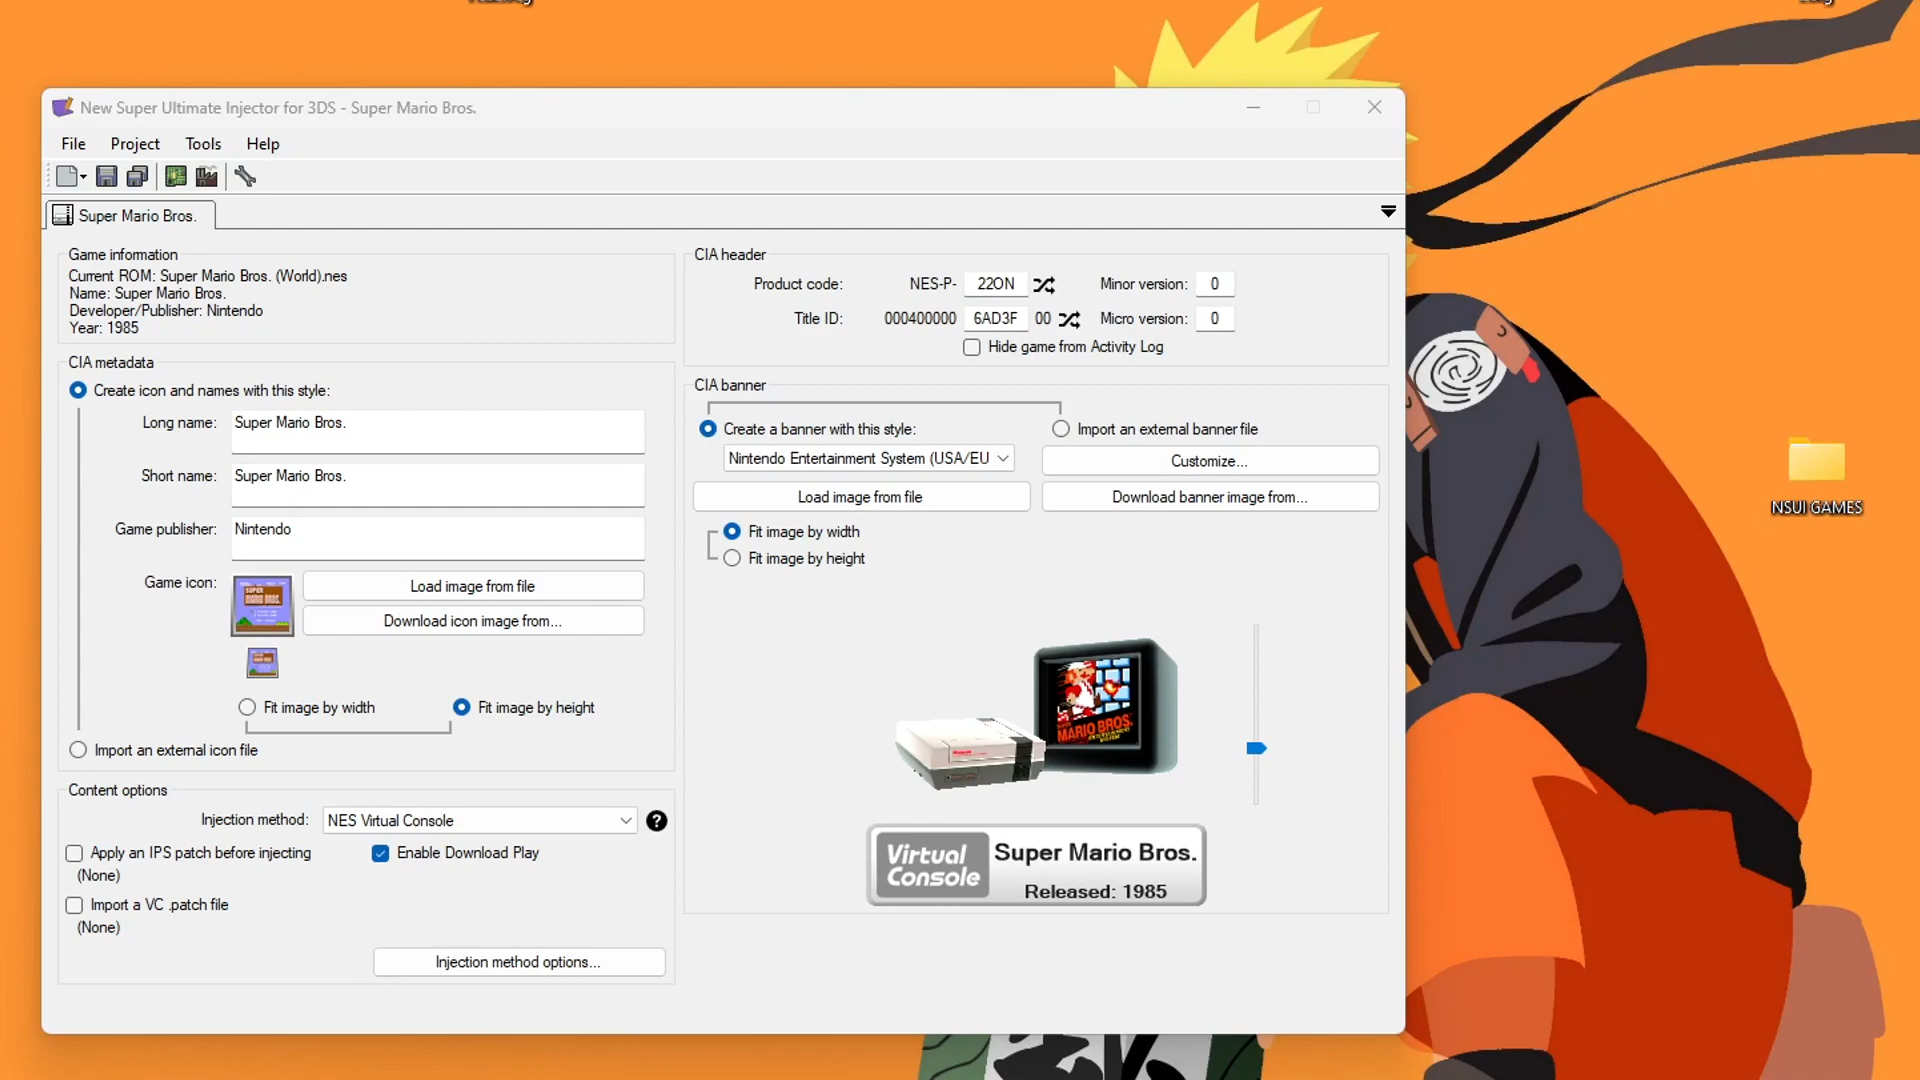 New Super Ultimate Injector for 3DS - Super Mario Bros.
File Project Tools Help
Super Mario Bros.
Game information
Current ROM: Super Mario Bros. (World).nes
Name: Super Mario Bros.
Developer/Publisher: Nintendo
Year: 1985
CIA metadata
Create icon and names with this style:
Long name: Super Mario Bros.
Short name: Super Mario Bros.
Game publisher: Nintendo
Game icon:
SUPER
MARIO BROS.
Load image from file
Download icon image from...
Fit image by width Fit image by height
Import an external icon file
Content options
Injection method: NES Virtual Console ?
Apply an IPS patch before injecting Enable Download Play
(None)
Import a VC .patch file
(None)
Injection method options...
CIA header
Product code: NES-P- 22ON Minor version: 0
Title ID: 000400000 6AD3F 00 Micro version: 0
Hide game from Activity Log
CIA banner
Create a banner with this style: Import an external banner file
Nintendo Entertainment System (USA/EU Customize...
Load image from file Download banner image from...
Fit image by width
Fit image by height
MARIO BROS.
ENTERTAINMENT
SYSTEM
Virtual
Console
Super Mario Bros.
Released: 1985
NSUI GAMES